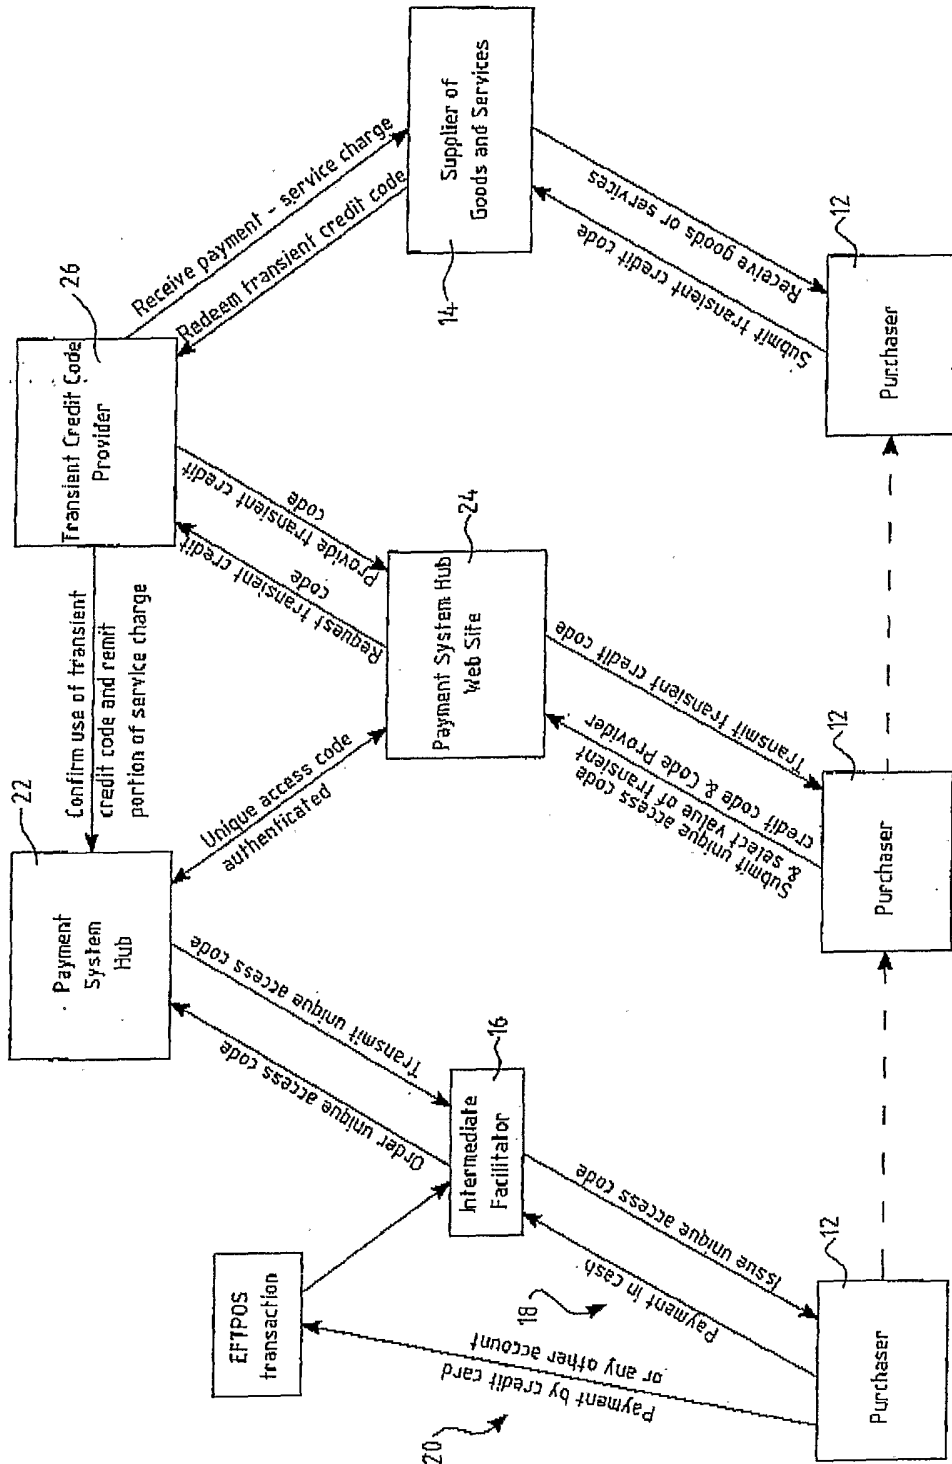 Payment
System
Hub
22
Confirm use of transient
credit code and remit
portion of service charge
Transient Credit Code
Provider
26
Receive payment - service charge
Redeem transient credit code
Order unique access code
Transmit unique access code
Unique access code
authenticated
Request transient credit
code
Provide transient credit
code
EFTPOS
transaction
Intermediate
Facilitator
16
Payment System Hub
Web Site
24
Supplier of
Goods and Services
14
Payment by credit card
or any other account
20
Payment in cash
18
Issue unique access code
Submit unique access code
& select value of transient
credit code & Code Provider
Transmit transient credit code
Submit transient credit code
Receive goods or services
Purchaser
12
Purchaser
12
Purchaser
12